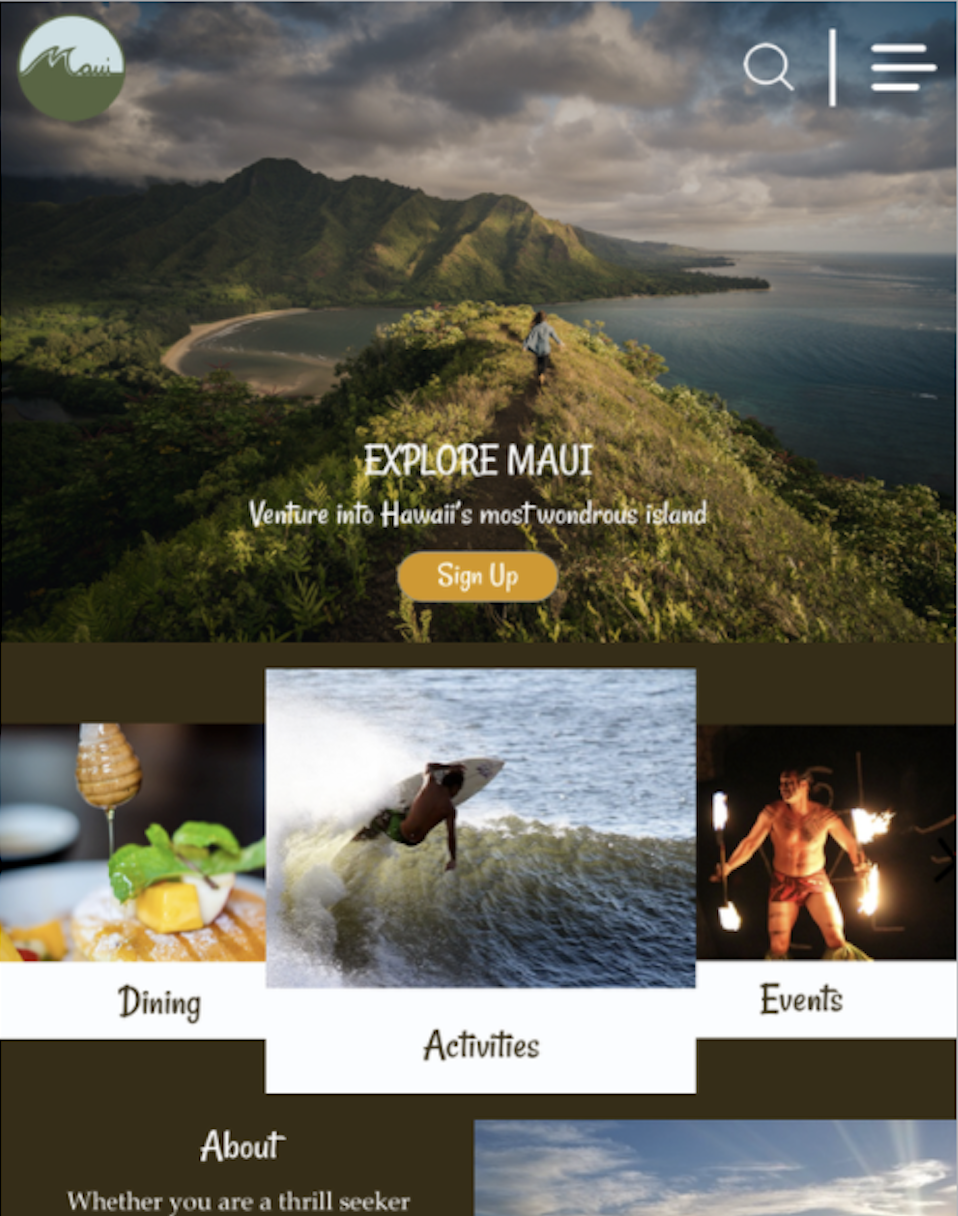 Maui
EXPLORE MAUI
Venture into Hawaii's most wondrous island
Sign Up
Dining
Activities
Events
About
Whether you are a thrill seeker